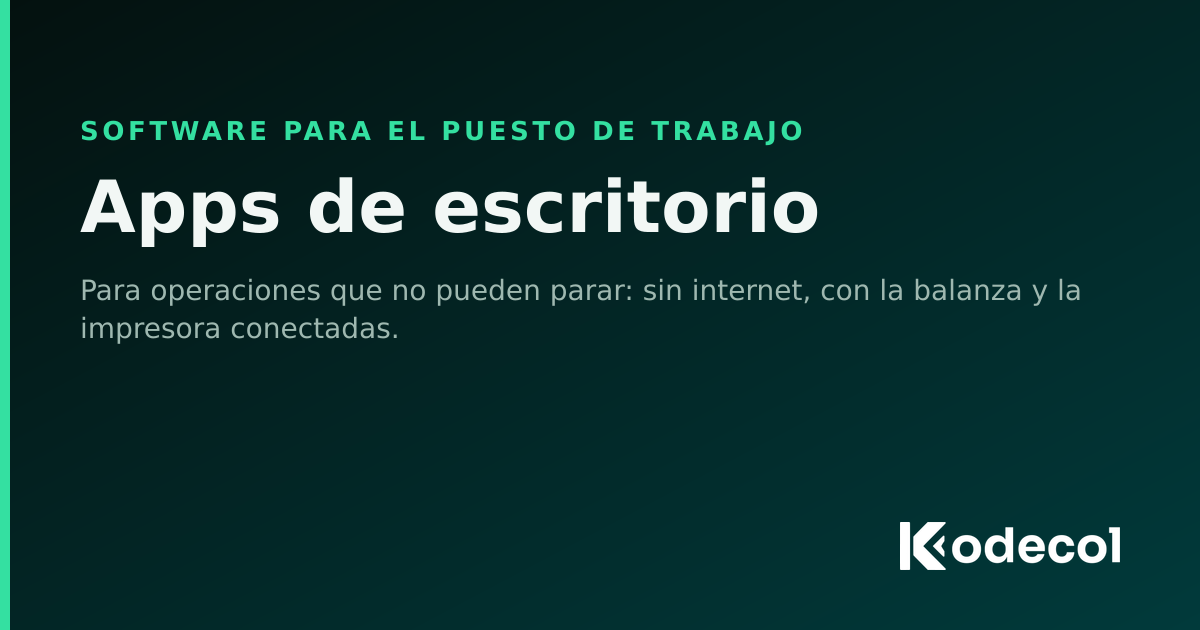 SOFTWARE PARA EL PUESTO DE TRABAJO
Apps de escritorio
Para operaciones que no pueden parar: sin internet, con la balanza y la
impresora conectadas.
Kodecol